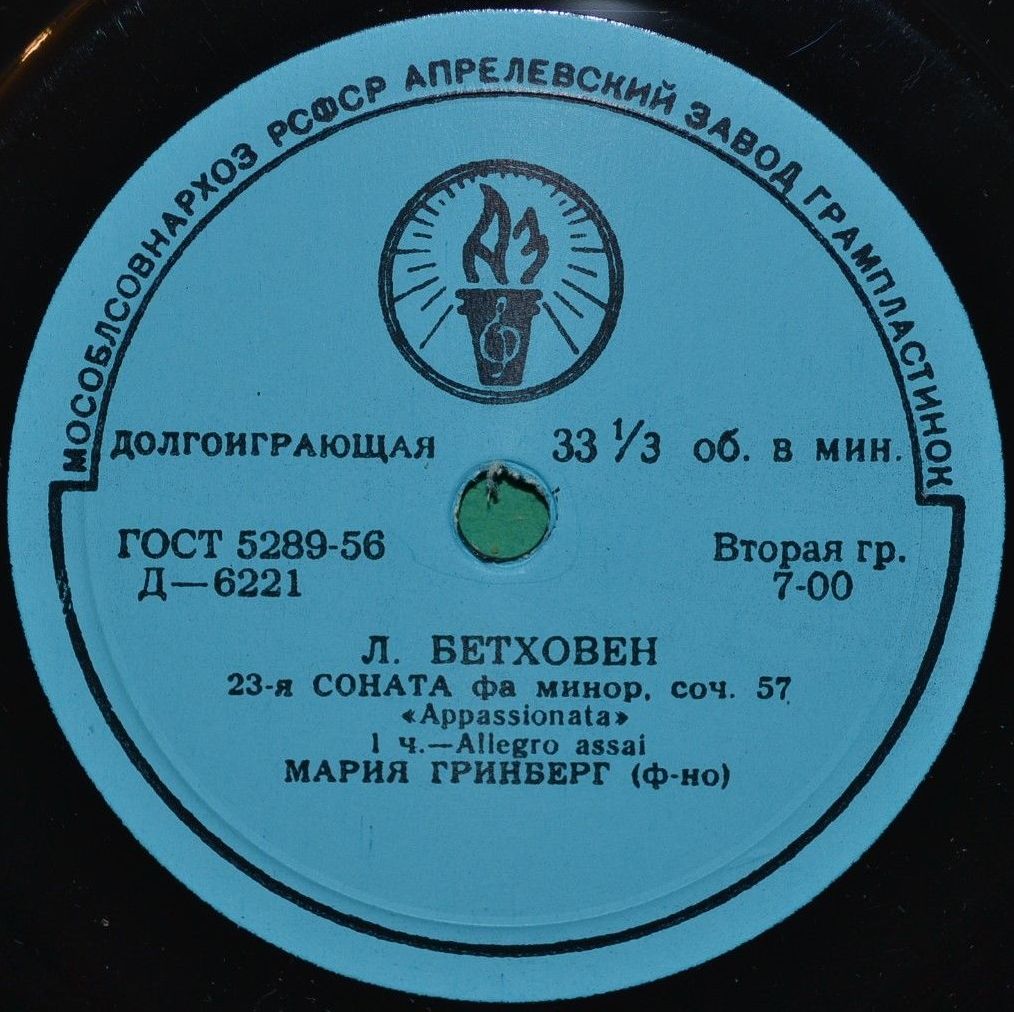 МОСОБЛСОВНАРХОЗ РСФСР АПРЕЛЕВСКИЙ ЗАВОД ГРАМПЛАСТИНОК
АЗ
ДОЛГОИГРАЮЩАЯ 33 1/3 об. в мин.
ГОСТ 5289-56 Вторая гр.
Д—6221 7-00
Л. БЕТХОВЕН
23-я СОНАТА фа минор, соч. 57
«Appassionata»
1 ч.—Allegro assai
МАРИЯ ГРИНБЕРГ (ф-но)